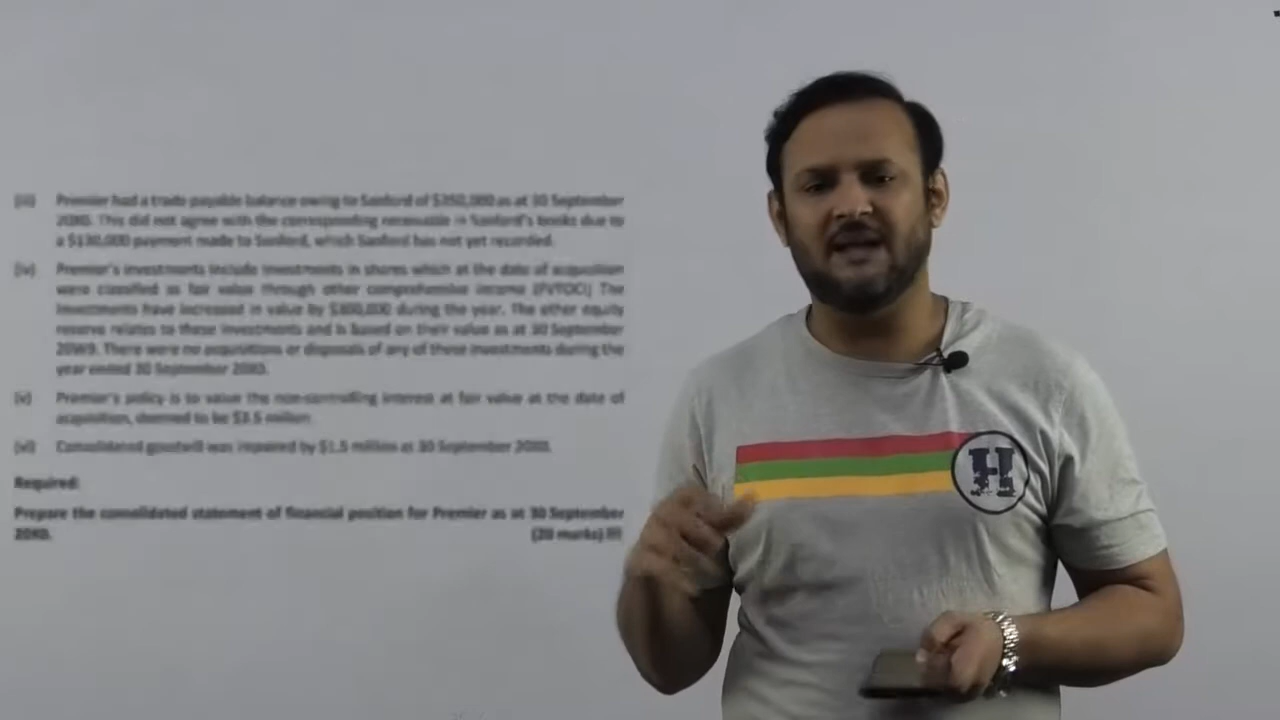 (iii) Premier had a trade payable balance owing to Sanford of $350,000 as at 30 September
20X0. This did not agree with the corresponding receivable in Sanford's books due to
a $130,000 payment made to Sanford, which Sanford has not yet recorded.
(iv) Premier's investments include investments in shares which at the date of acquisition
were classified as fair value through other comprehensive income (FVTOCI) The
investments have increased in value by $300,000 during the year. The other equity
reserve relates to these investments and is based on their value as at 30 September
20W9. There were no acquisitions or disposals of any of these investments during the
year ended 30 September 20X0.
(v) Premier's policy is to value the non-controlling interest at fair value at the date of
acquisition, deemed to be $3.5 million
(vi) Consolidated goodwill was impaired by $1.5 million at 30 September 20X0.
Required:
Prepare the consolidated statement of financial position for Premier as at 30 September
20X0. (20 marks)
H